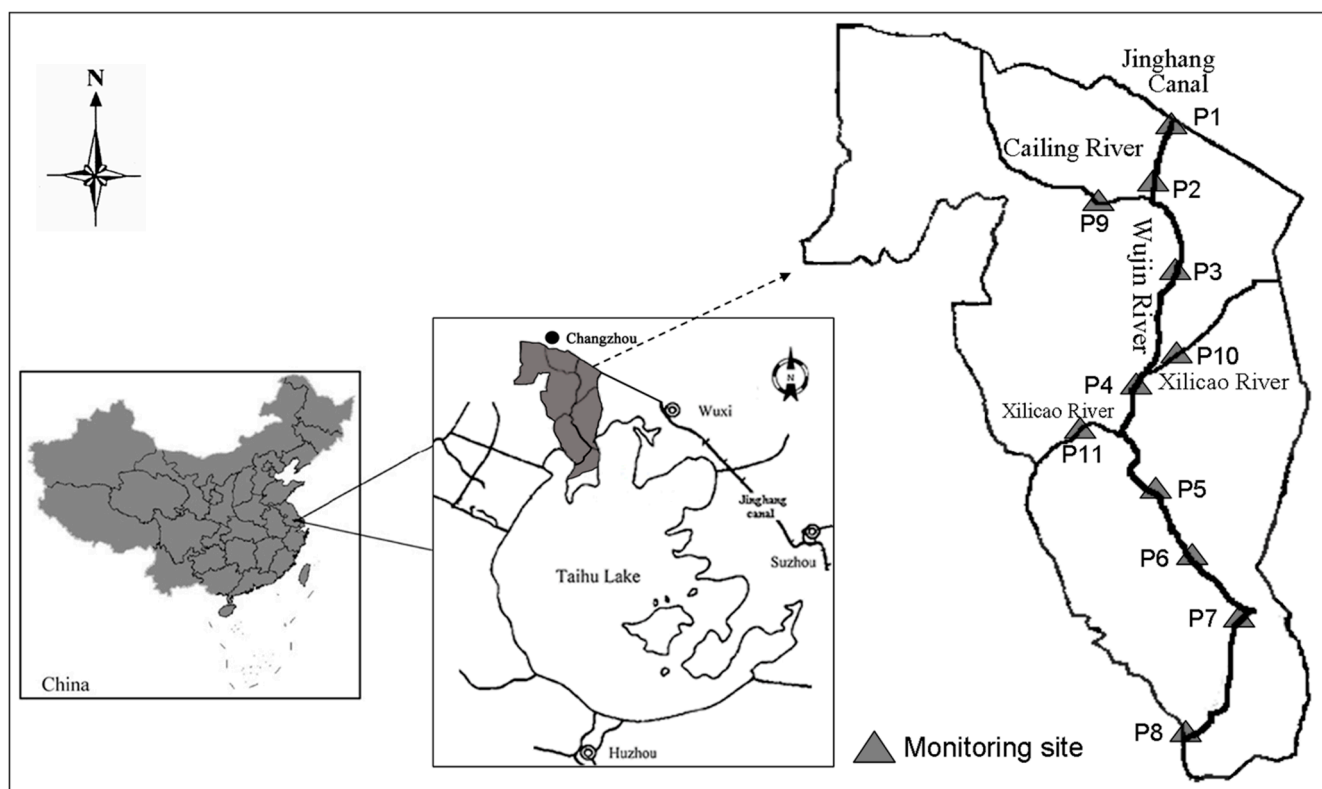 N
Jinghang
Canal
P1
Cailing River
P2
P9
Wujin River
P3
P10
P4
Xilicao River
Xilicao River
P11
P5
P6
P7
P8
Monitoring site
Changzhou
N
Wuxi
Jinghang
canal
Suzhou
Taihu Lake
Huzhou
China